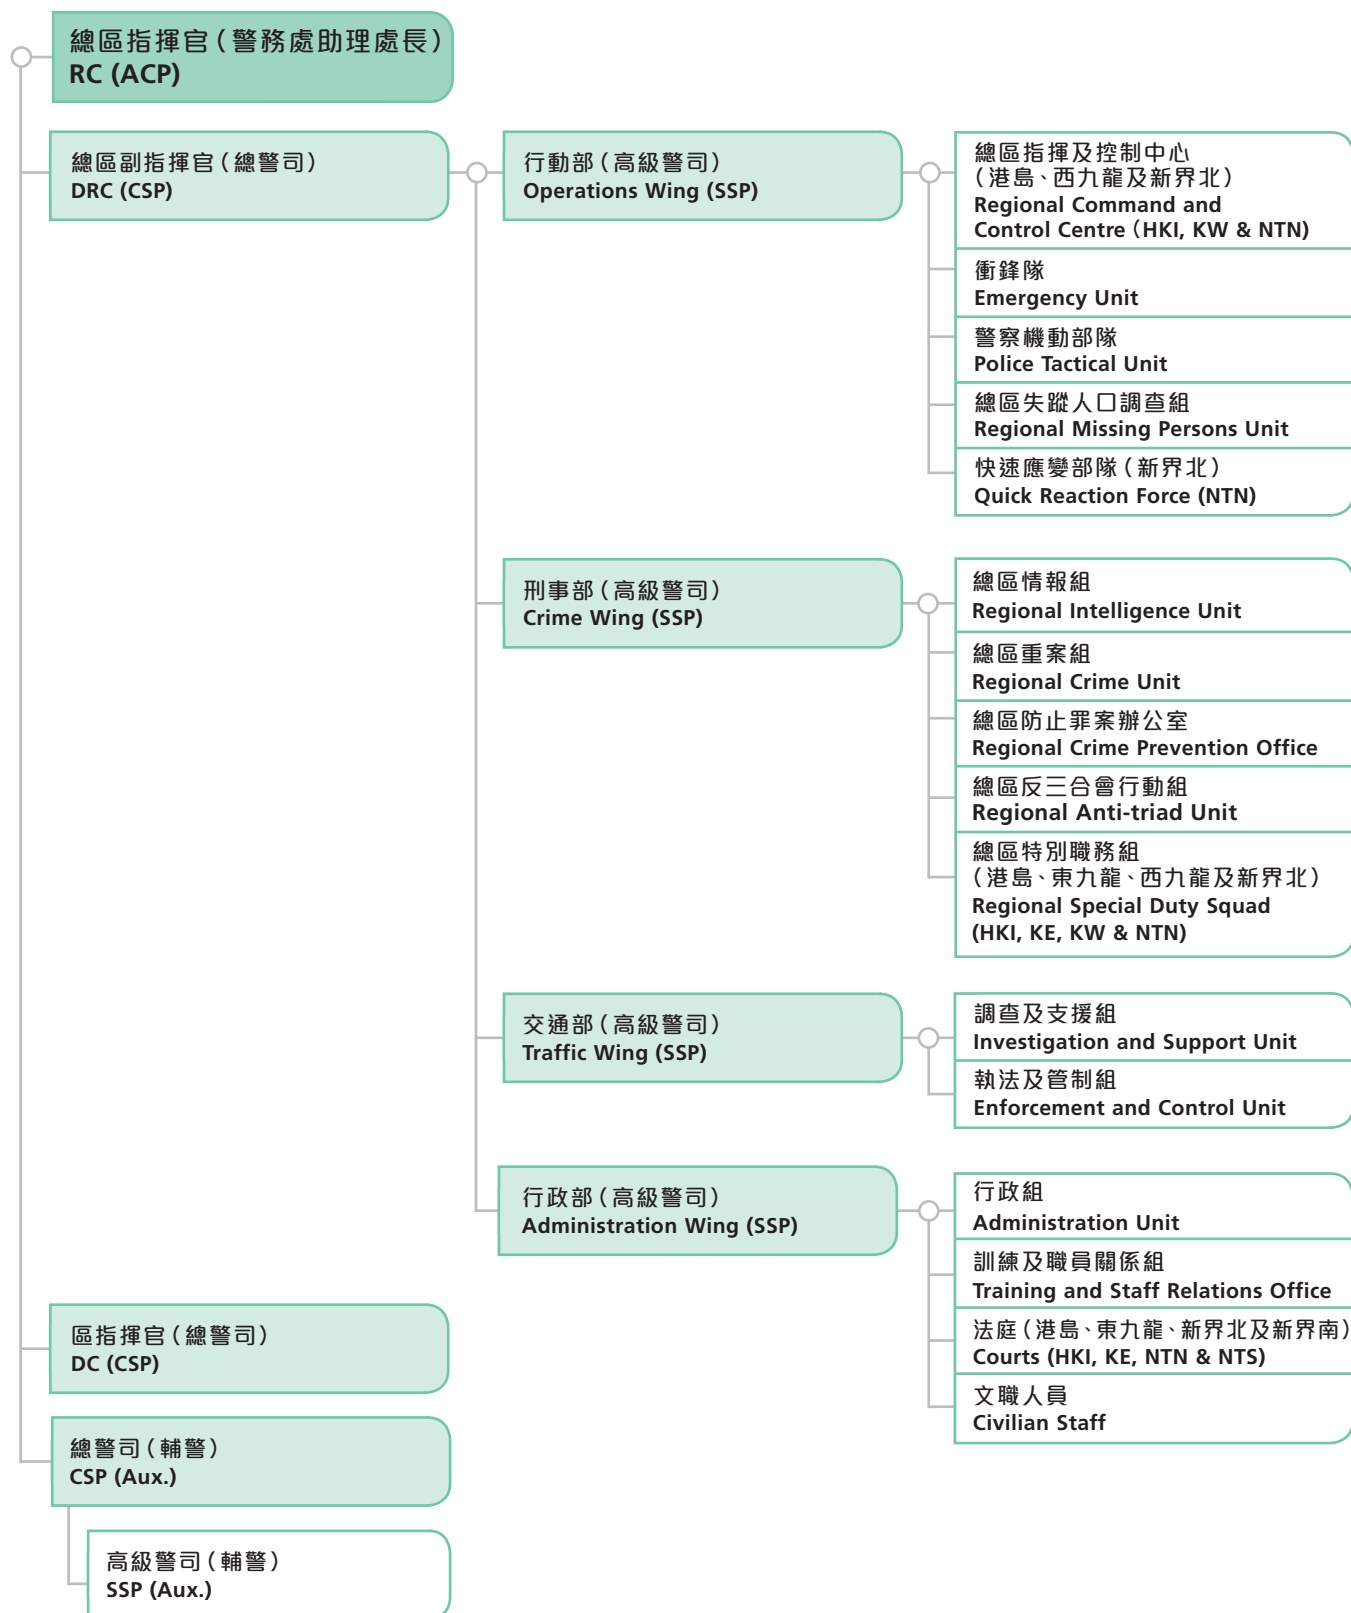 總區指揮官（警務處助理處長）
RC (ACP)
總區副指揮官（總警司）
DRC (CSP)
行動部（高級警司）
Operations Wing (SSP)
總區指揮及控制中心
（港島、西九龍及新界北）
Regional Command and
Control Centre (HKI, KW & NTN)
衝鋒隊
Emergency Unit
警察機動部隊
Police Tactical Unit
總區失蹤人口調查組
Regional Missing Persons Unit
快速應變部隊（新界北）
Quick Reaction Force (NTN)
刑事部（高級警司）
Crime Wing (SSP)
總區情報組
Regional Intelligence Unit
總區重案組
Regional Crime Unit
總區防止罪案辦公室
Regional Crime Prevention Office
總區反三合會行動組
Regional Anti-triad Unit
總區特別職務組
（港島、東九龍、西九龍及新界北）
Regional Special Duty Squad
(HKI, KE, KW & NTN)
交通部（高級警司）
Traffic Wing (SSP)
調查及支援組
Investigation and Support Unit
執法及管制組
Enforcement and Control Unit
行政部（高級警司）
Administration Wing (SSP)
行政組
Administration Unit
訓練及職員關係組
Training and Staff Relations Office
法庭（港島、東九龍、新界北及新界南）
Courts (HKI, KE, NTN & NTS)
文職人員
Civilian Staff
區指揮官（總警司）
DC (CSP)
總警司（輔警）
CSP (Aux.)
高級警司（輔警）
SSP (Aux.)